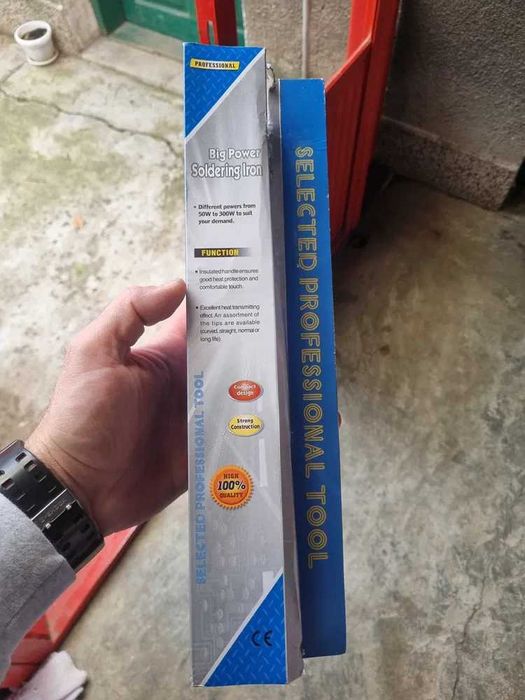 PROFESSIONAL
Big Power
Soldering Iron
• Different powers from
50W to 300W to suit
your demand.
FUNCTION
• Insulated handle ensures
good heat protection and
comfortable touch.
• Excellent heat transmitting
effect. An assortment of
the tips are available
(curved, straight, normal or
long life).
Compact
design
Strong
Construction
HIGH
100%
QUALITY
SELECTED PROFESSIONAL TOOL
CE
SELECTED PROFESSIONAL TOOL